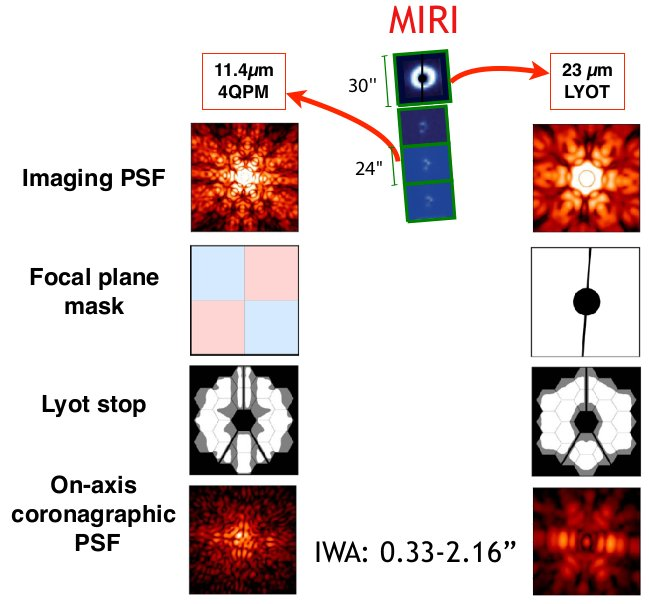 MIRI
11.4µm
4QPM
30"
23 µm
LYOT
24"
Imaging PSF
Focal plane
mask
Lyot stop
On-axis
coronagraphic
PSF
IWA: 0.33-2.16”